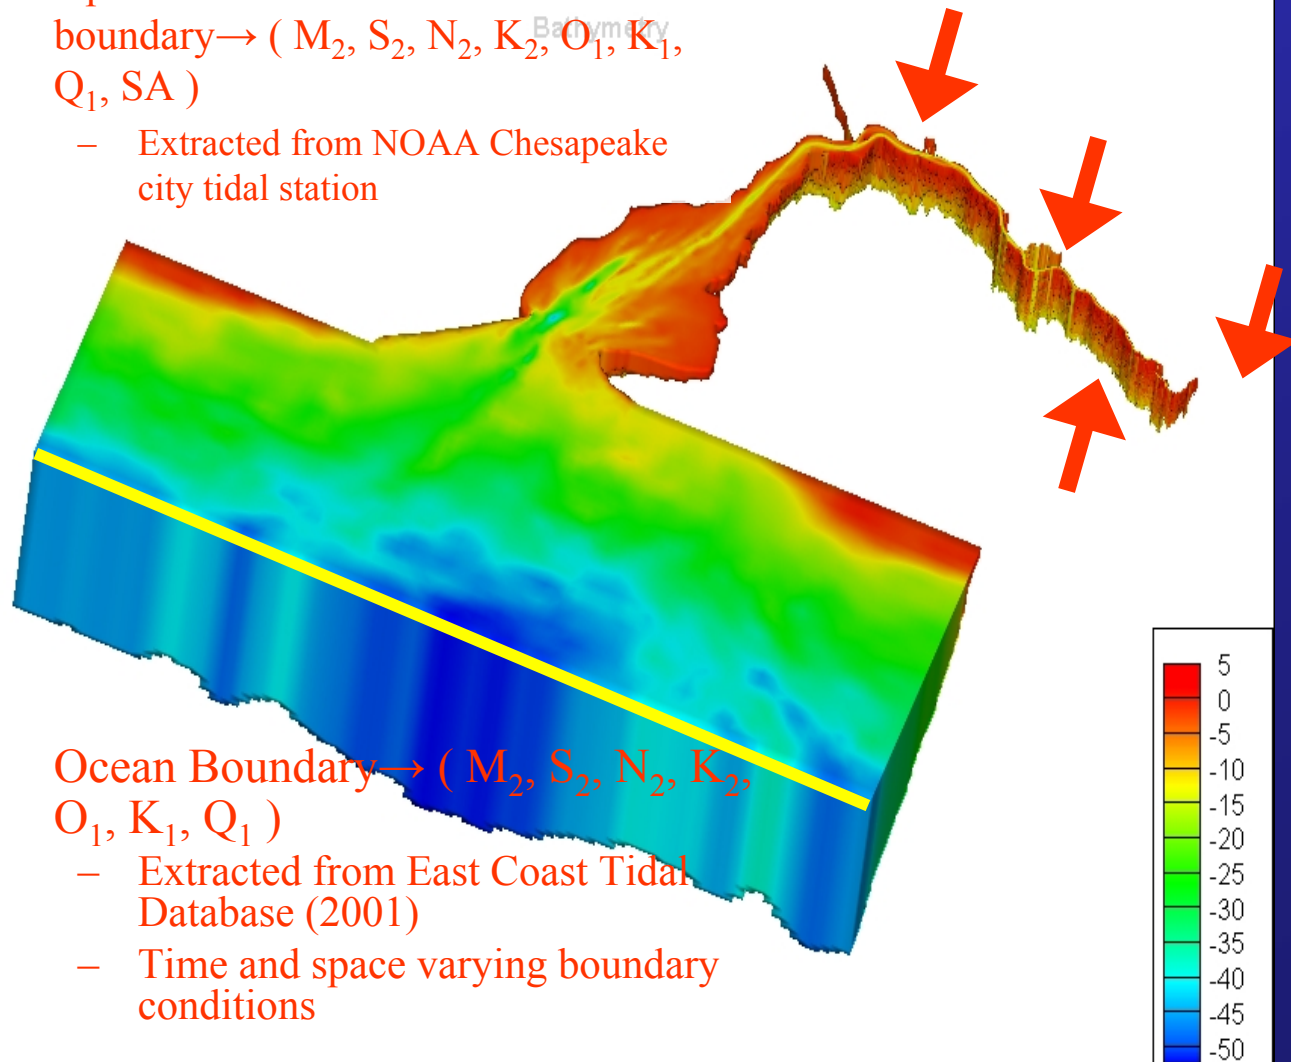 Bathymetry
boundary→ ( M₂, S₂, N₂, K₂, O₁, K₁,
Q₁, SA )
– Extracted from NOAA Chesapeake
city tidal station
Ocean Boundary→ ( M₂, S₂, N₂, K₂,
O₁, K₁, Q₁ )
– Extracted from East Coast Tidal
Database (2001)
– Time and space varying boundary
conditions
5
0
-5
-10
-15
-20
-25
-30
-35
-40
-45
-50